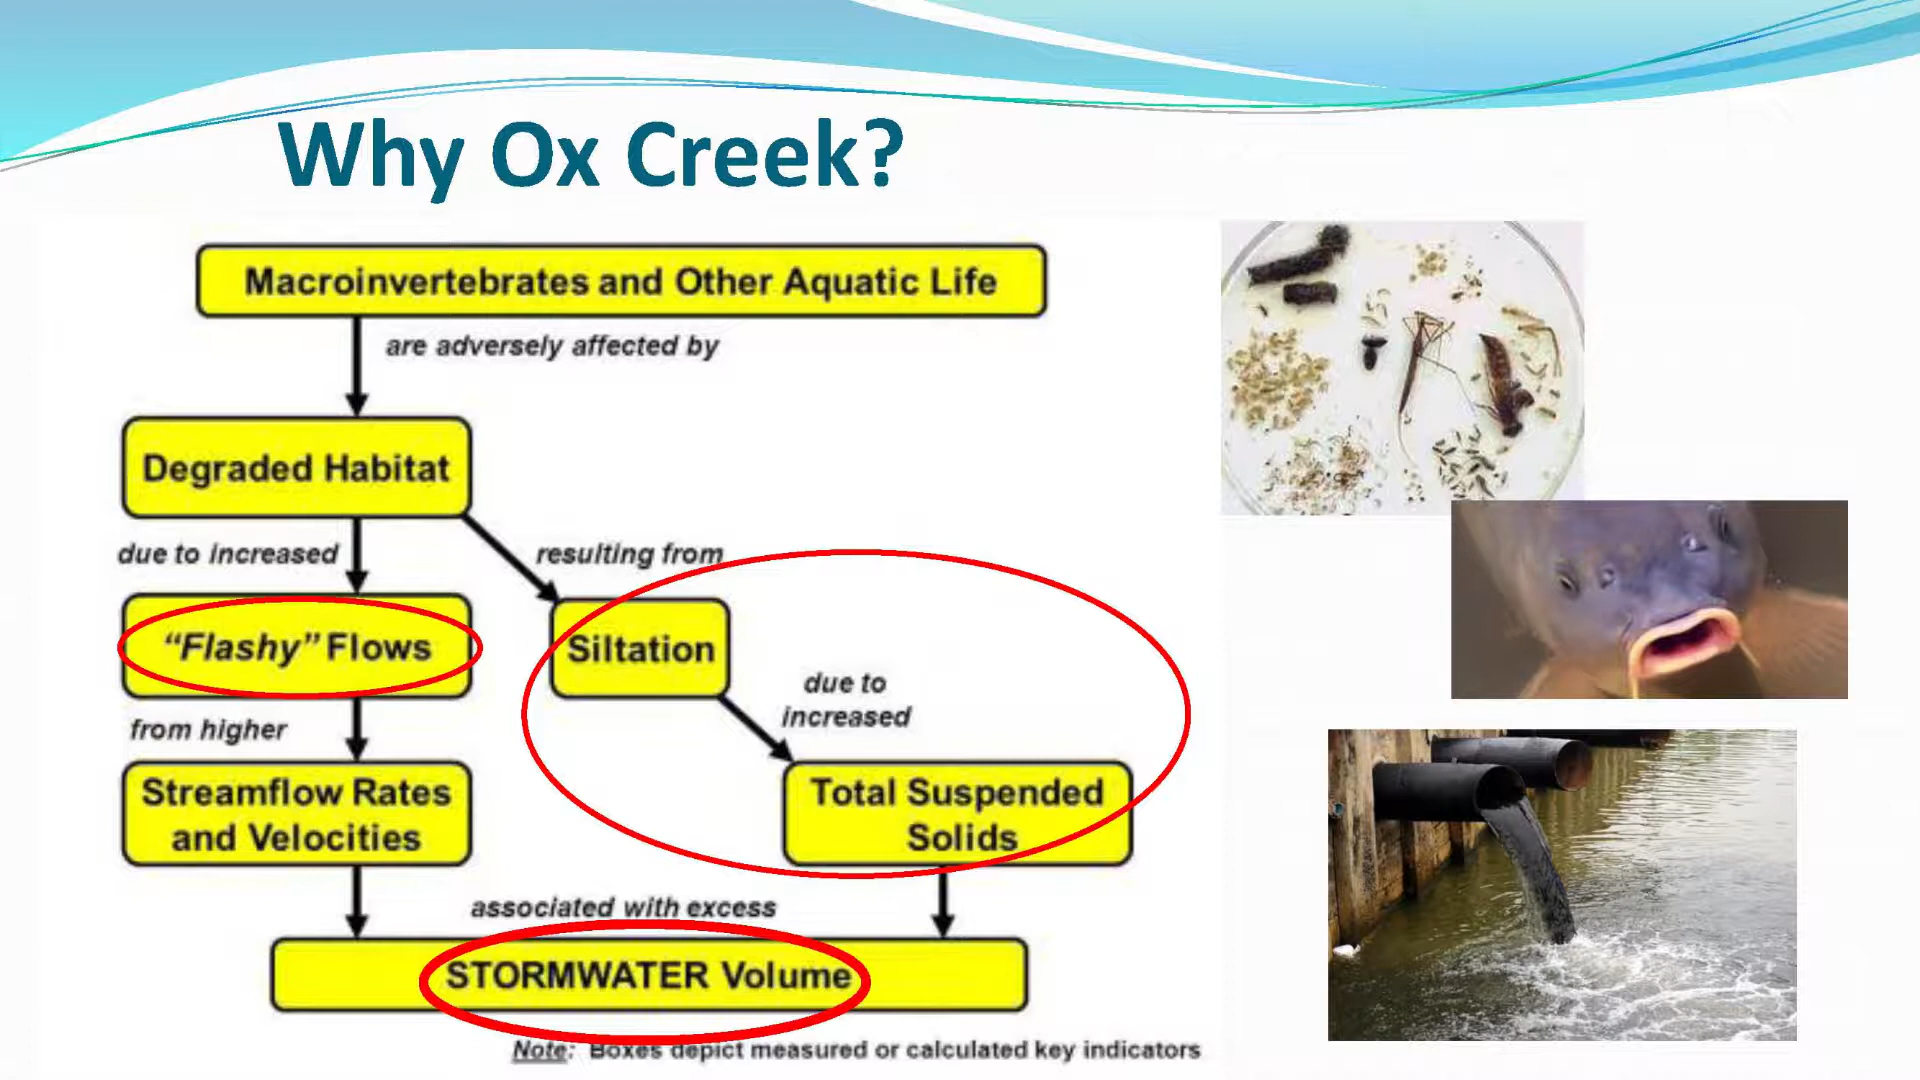 Why Ox Creek?
Macroinvertebrates and Other Aquatic Life
are adversely affected by
Degraded Habitat
due to increased
resulting from
"Flashy" Flows
Siltation
due to
increased
from higher
Streamflow Rates
and Velocities
Total Suspended
Solids
associated with excess
STORMWATER Volume
Note: Boxes depict measured or calculated key indicators